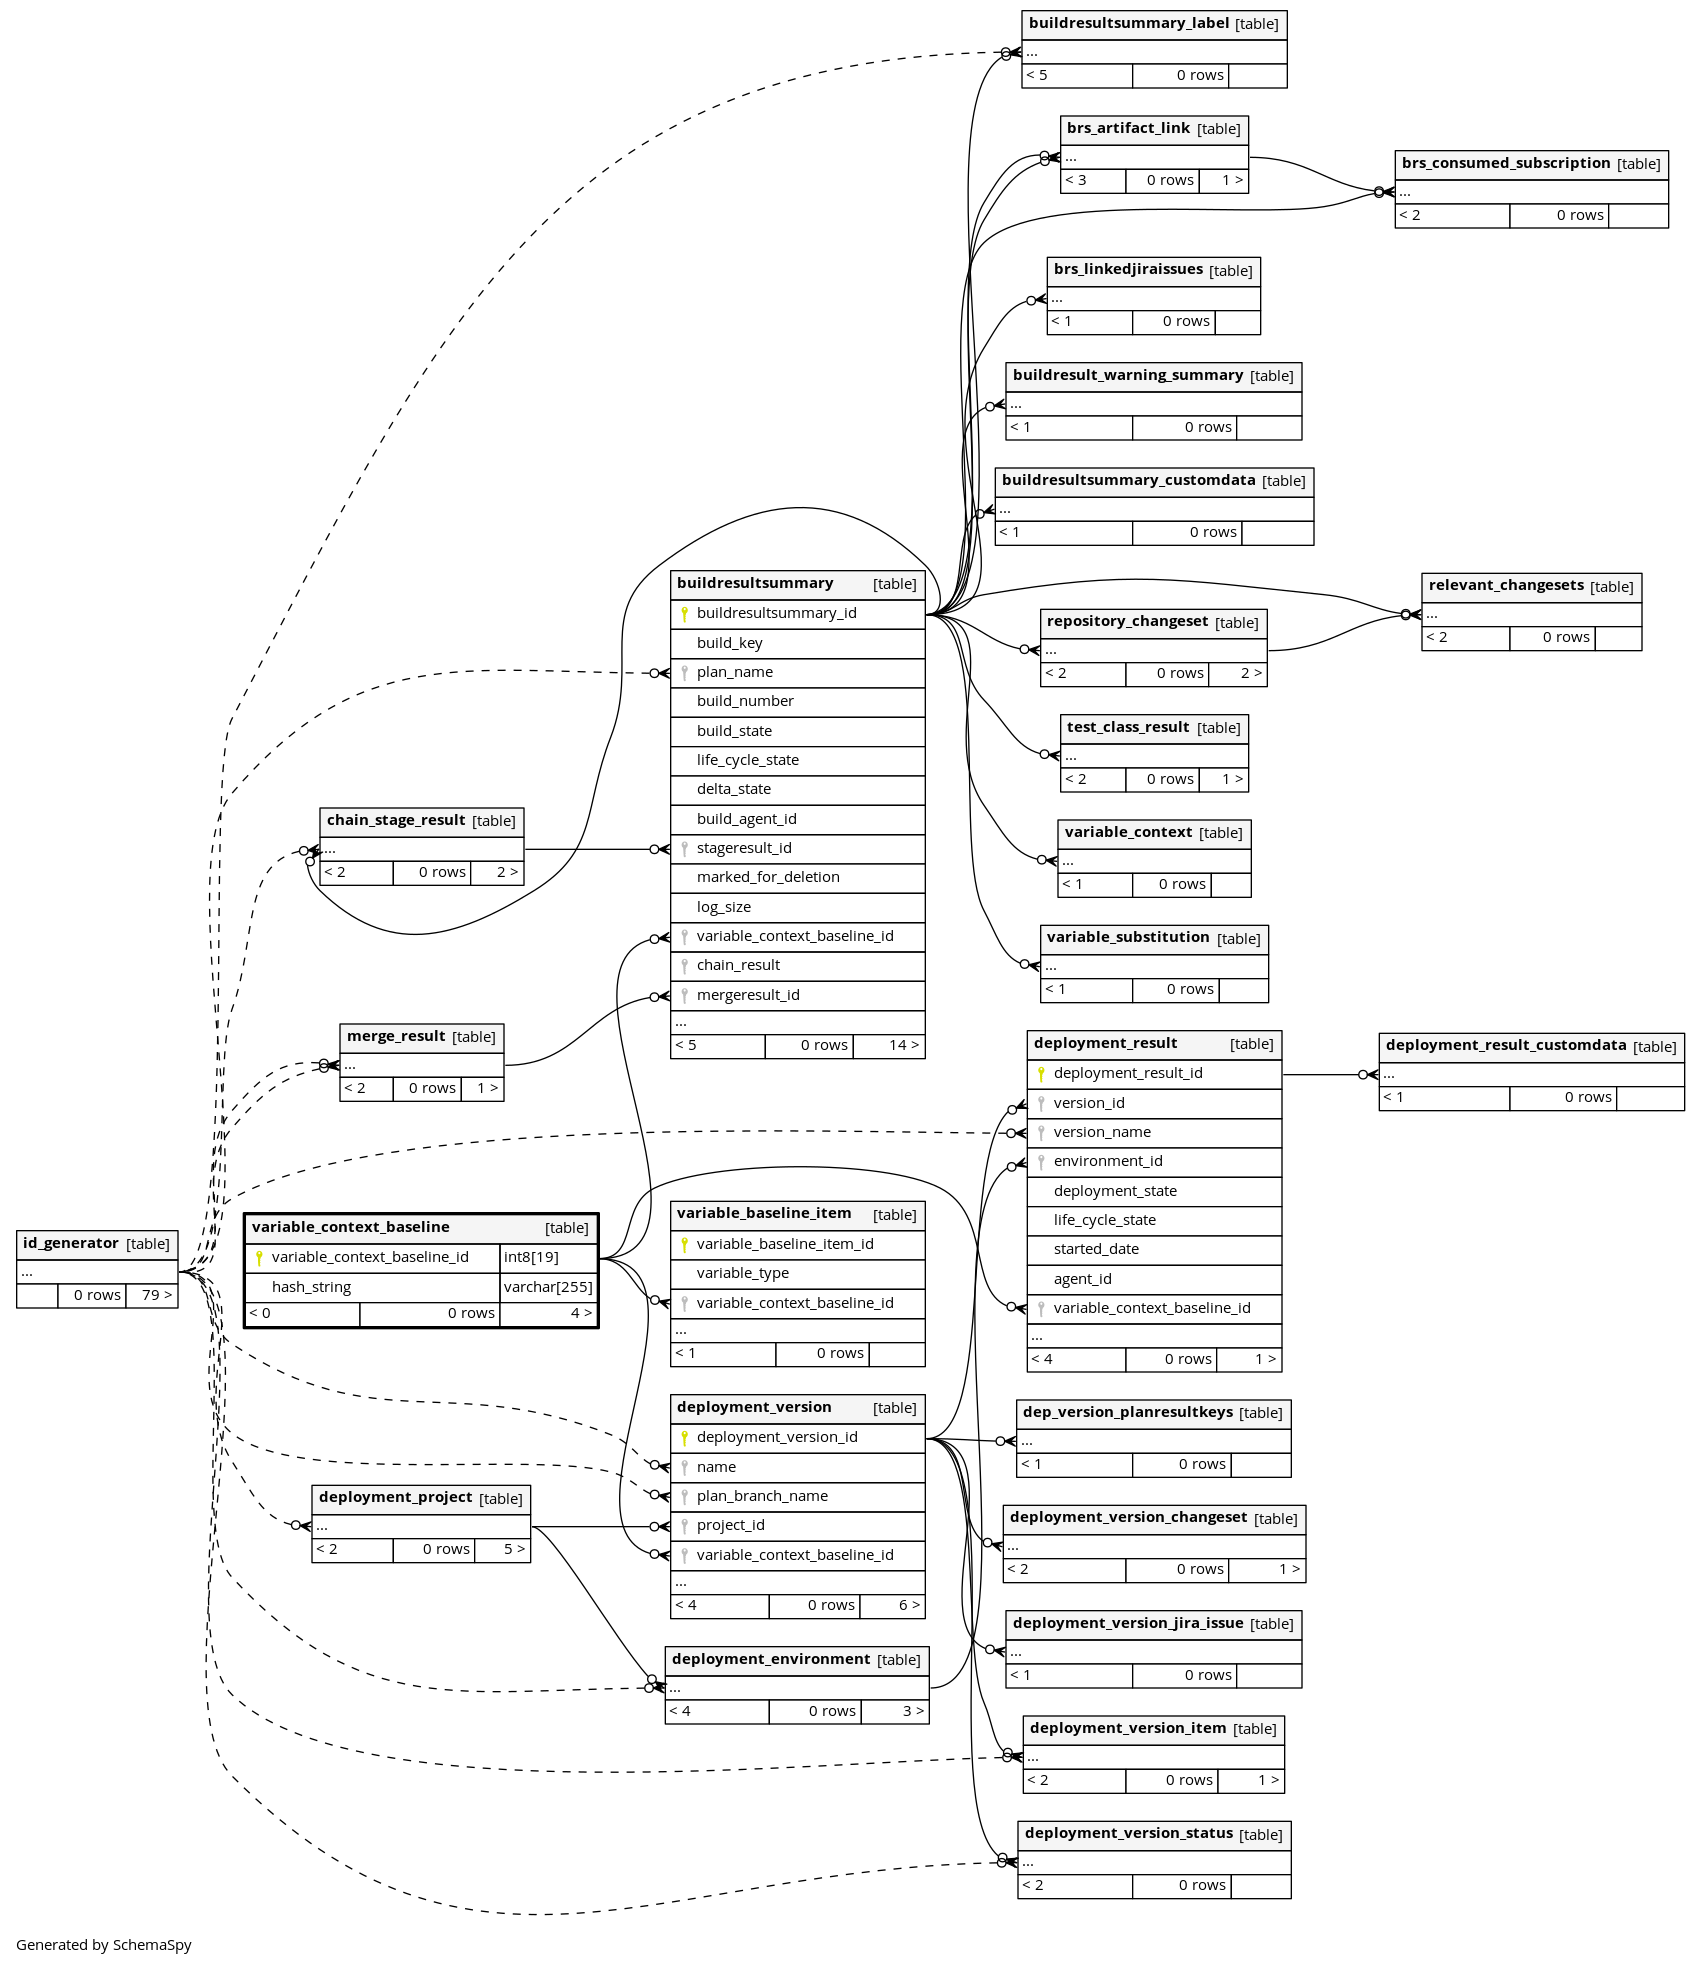 buildresultsummary_label [table]
...
< 5 0 rows
brs_artifact_link [table]
...
< 3 0 rows 1 >
brs_consumed_subscription [table]
...
< 2 0 rows
brs_linkedjiraissues [table]
...
< 1 0 rows
buildresult_warning_summary [table]
...
< 1 0 rows
buildresultsummary_customdata [table]
...
< 1 0 rows
buildresultsummary [table]
buildresultsummary_id
build_key
plan_name
build_number
build_state
life_cycle_state
delta_state
build_agent_id
stageresult_id
marked_for_deletion
log_size
variable_context_baseline_id
chain_result
mergeresult_id
...
< 5 0 rows 14 >
relevant_changesets [table]
...
< 2 0 rows
repository_changeset [table]
...
< 2 0 rows 2 >
test_class_result [table]
...
< 2 0 rows 1 >
chain_stage_result [table]
...
< 2 0 rows 2 >
variable_context [table]
...
< 1 0 rows
variable_substitution [table]
...
< 1 0 rows
merge_result [table]
...
< 2 0 rows 1 >
deployment_result [table]
deployment_result_id
version_id
version_name
environment_id
deployment_state
life_cycle_state
started_date
agent_id
variable_context_baseline_id
...
< 4 0 rows 1 >
deployment_result_customdata [table]
...
< 1 0 rows
id_generator [table]
...
0 rows 79 >
variable_context_baseline [table]
variable_context_baseline_id int8[19]
hash_string varchar[255]
< 0 0 rows 4 >
variable_baseline_item [table]
variable_baseline_item_id
variable_type
variable_context_baseline_id
...
< 1 0 rows
deployment_version [table]
deployment_version_id
name
plan_branch_name
project_id
variable_context_baseline_id
...
< 4 0 rows 6 >
dep_version_planresultkeys [table]
...
< 1 0 rows
deployment_project [table]
...
< 2 0 rows 5 >
deployment_version_changeset [table]
...
< 2 0 rows 1 >
deployment_version_jira_issue [table]
...
< 1 0 rows
deployment_environment [table]
...
< 4 0 rows 3 >
deployment_version_item [table]
...
< 2 0 rows 1 >
deployment_version_status [table]
...
< 2 0 rows
Generated by SchemaSpy